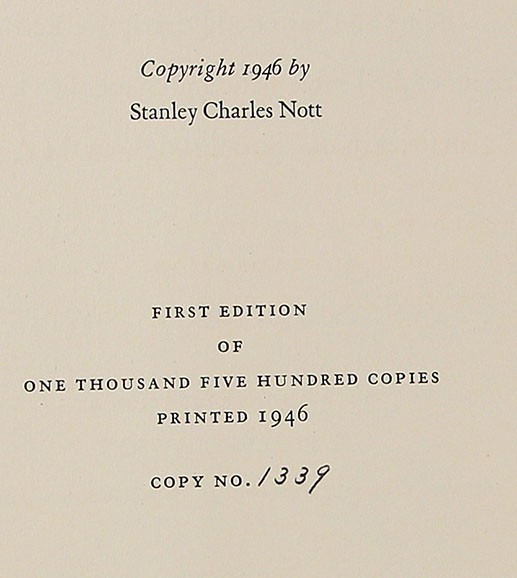 Copyright 1946 by
Stanley Charles Nott
FIRST EDITION
OF
ONE THOUSAND FIVE HUNDRED COPIES
PRINTED 1946
COPY NO. 1339